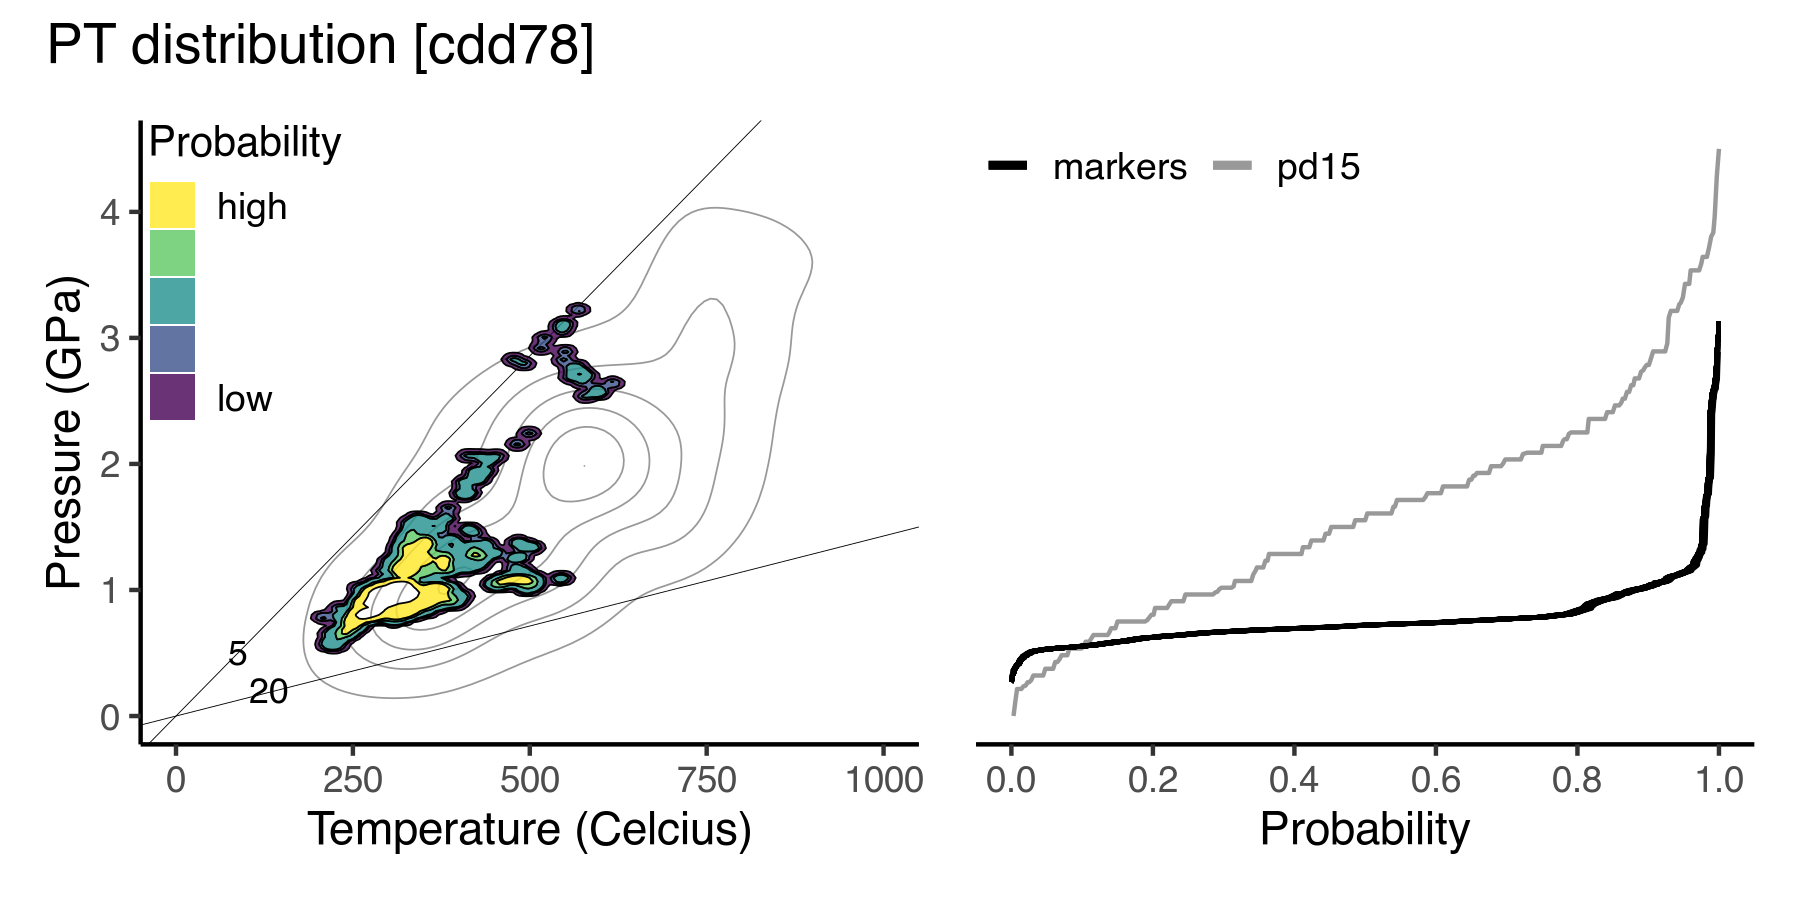 PT distribution [cdd78]
Probability
high
low
4
3
2
1
0
Pressure (GPa)
5
20
0 250 500 750 1000
Temperature (Celcius)
markers pd15
0.0 0.2 0.4 0.6 0.8 1.0
Probability